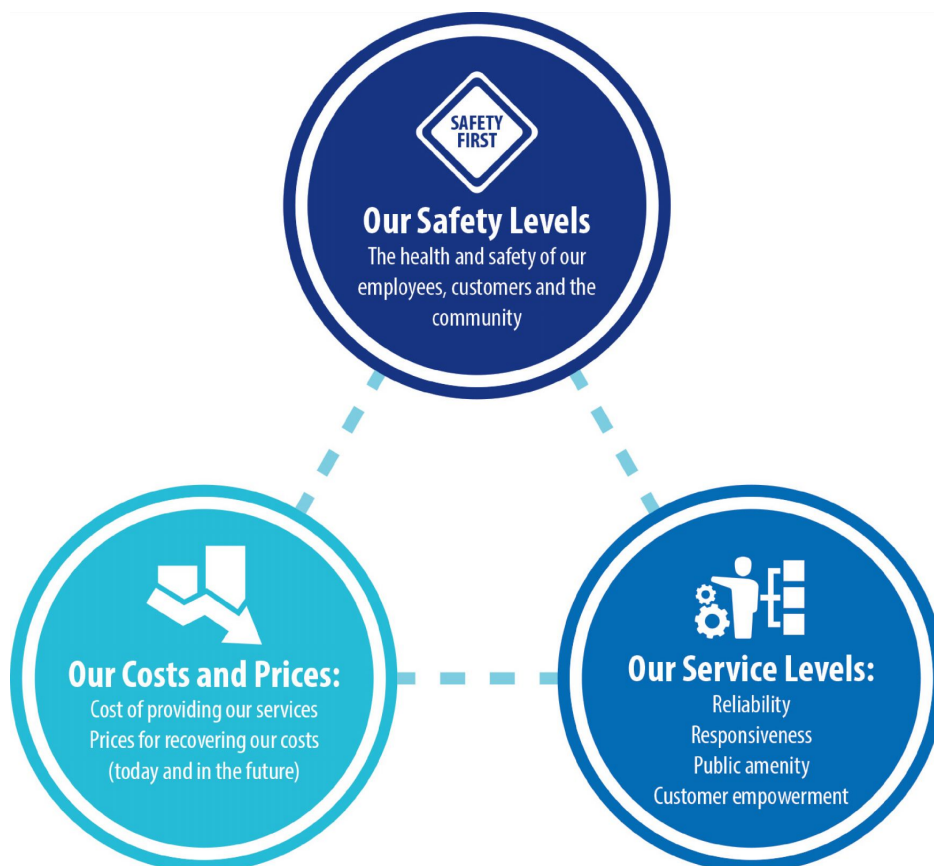 SAFETY
FIRST
Our Safety Levels
The health and safety of our
employees, customers and the
community
Our Costs and Prices:
Cost of providing our services
Prices for recovering our costs
(today and in the future)
Our Service Levels:
Reliability
Responsiveness
Public amenity
Customer empowerment